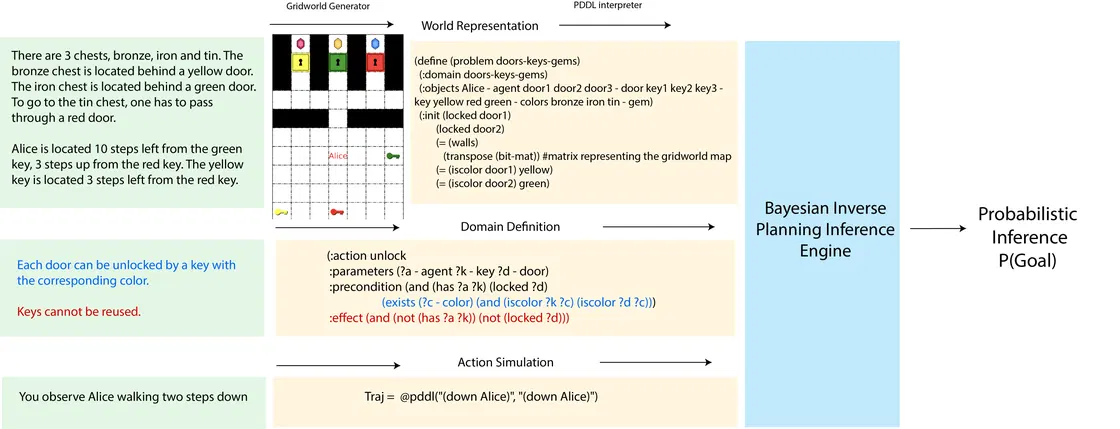 Gridworld Generator
PDDL interpreter
World Representation
There are 3 chests, bronze, iron and tin. The
bronze chest is located behind a yellow door.
The iron chest is located behind a green door.
To go to the tin chest, one has to pass
through a red door.
Alice is located 10 steps left from the green
key, 3 steps up from the red key. The yellow
key is located 3 steps left from the red key.
Alice
(define (problem doors-keys-gems)
(:domain doors-keys-gems)
(:objects Alice - agent door1 door2 door3 - door key1 key2 key3 -
key yellow red green - colors bronze iron tin - gem)
(:init (locked door1)
(locked door2)
(= (walls)
(transpose (bit-mat)) #matrix representing the gridworld map
(= (iscolor door1) yellow)
(= (iscolor door2) green)
Domain Definition
Each door can be unlocked by a key with
the corresponding color.
Keys cannot be reused.
(:action unlock
:parameters (?a - agent ?k - key ?d - door)
:precondition (and (has ?a ?k) (locked ?d)
(exists (?c - color) (and (iscolor ?k ?c) (iscolor ?d ?c)))
:effect (and (not (has ?a ?k)) (not (locked ?d)))
Action Simulation
You observe Alice walking two steps down
Traj = @pddl("(down Alice)", "(down Alice)")
Bayesian Inverse
Planning Inference
Engine
Probabilistic
Inference
P(Goal)